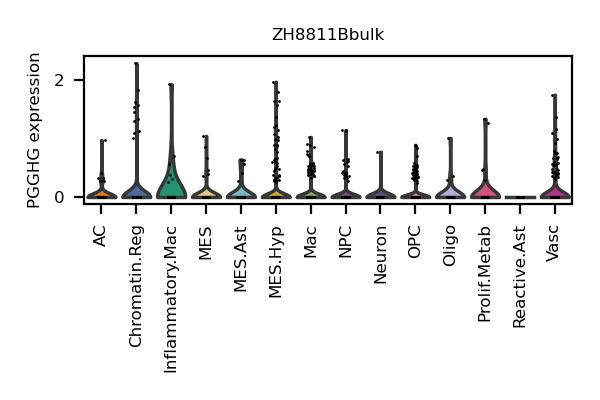 ZH8811Bbulk
PGGHG expression
2
0
AC
Chromatin.Reg
Inflammatory.Mac
MES
MES.Ast
MES.Hyp
Mac
NPC
Neuron
OPC
Oligo
Prolif.Metab
Reactive.Ast
Vasc